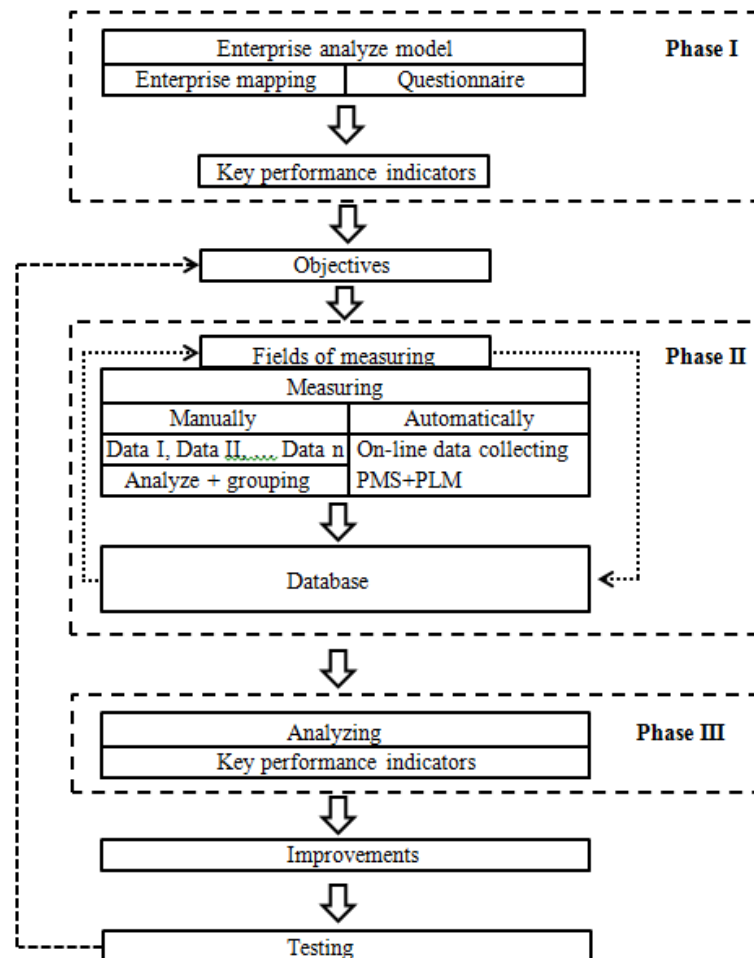 Enterprise analyze model
Phase I
Enterprise mapping
Questionnaire
Key performance indicators
Objectives
Fields of measuring
Phase II
Measuring
Manually
Automatically
Data I, Data II, ... Data n
On-line data collecting
Analyze + grouping
PMS+PLM
Database
Analyzing
Phase III
Key performance indicators
Improvements
Testing